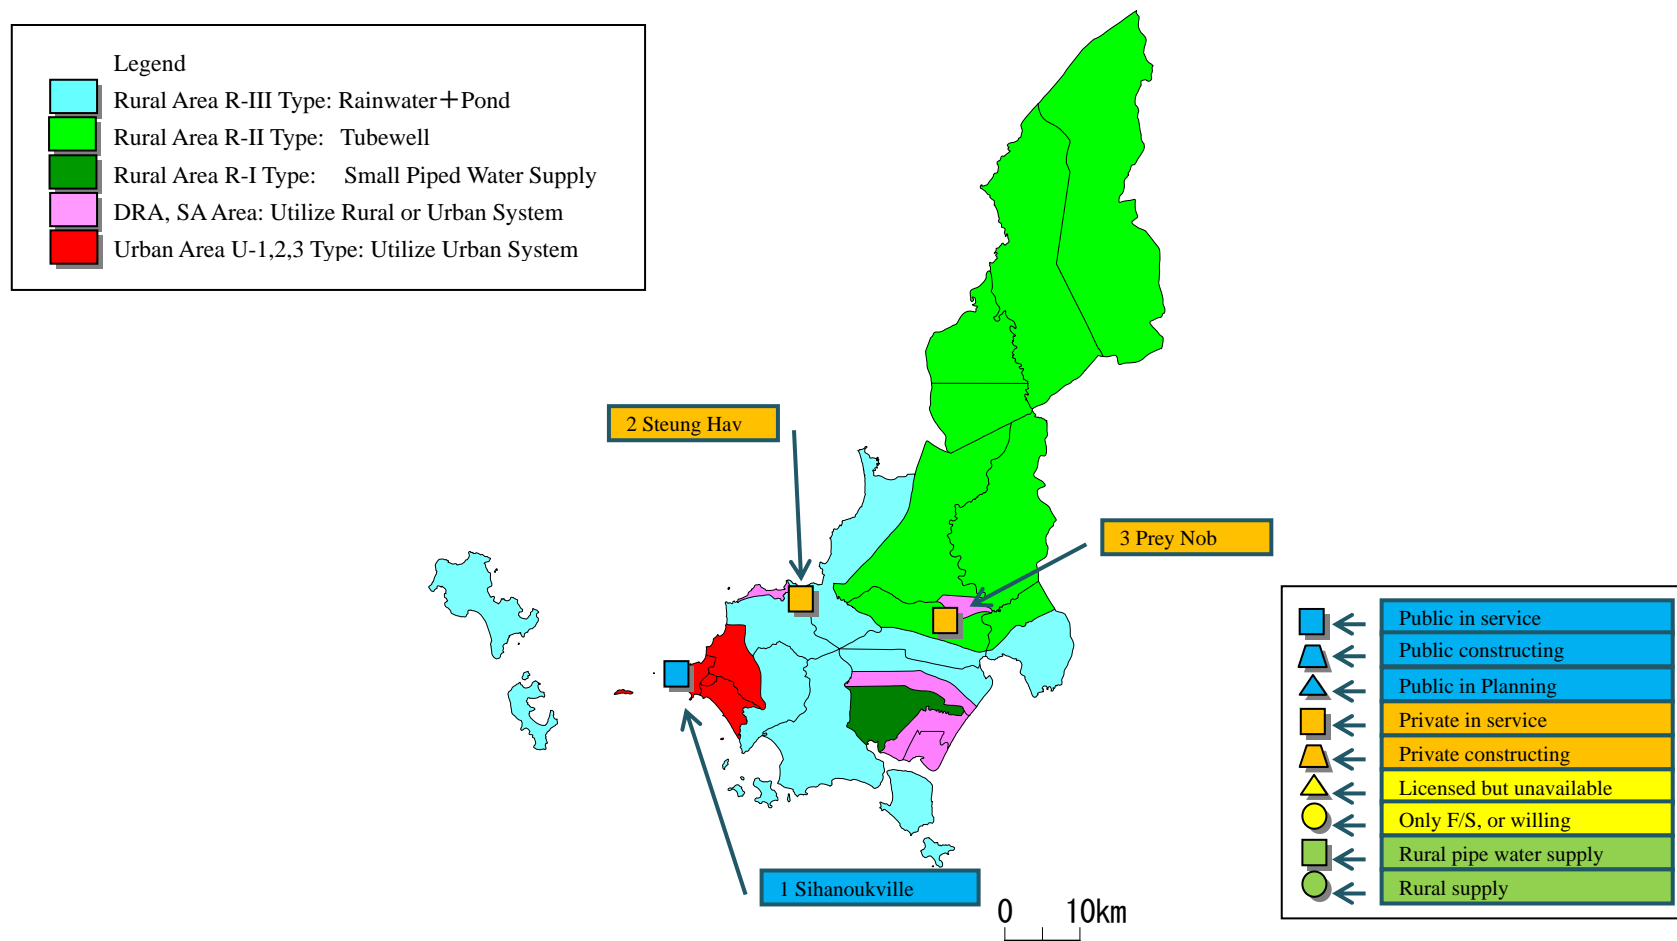 Legend
Rural Area R-III Type: Rainwater＋Pond
Rural Area R-II Type: Tubewell
Rural Area R-I Type: Small Piped Water Supply
DRA, SA Area: Utilize Rural or Urban System
Urban Area U-1,2,3 Type: Utilize Urban System
2 Steung Hav
3 Prey Nob
1 Sihanoukville
0 10km
Public in service
Public constructing
Public in Planning
Private in service
Private constructing
Licensed but unavailable
Only F/S, or willing
Rural pipe water supply
Rural supply